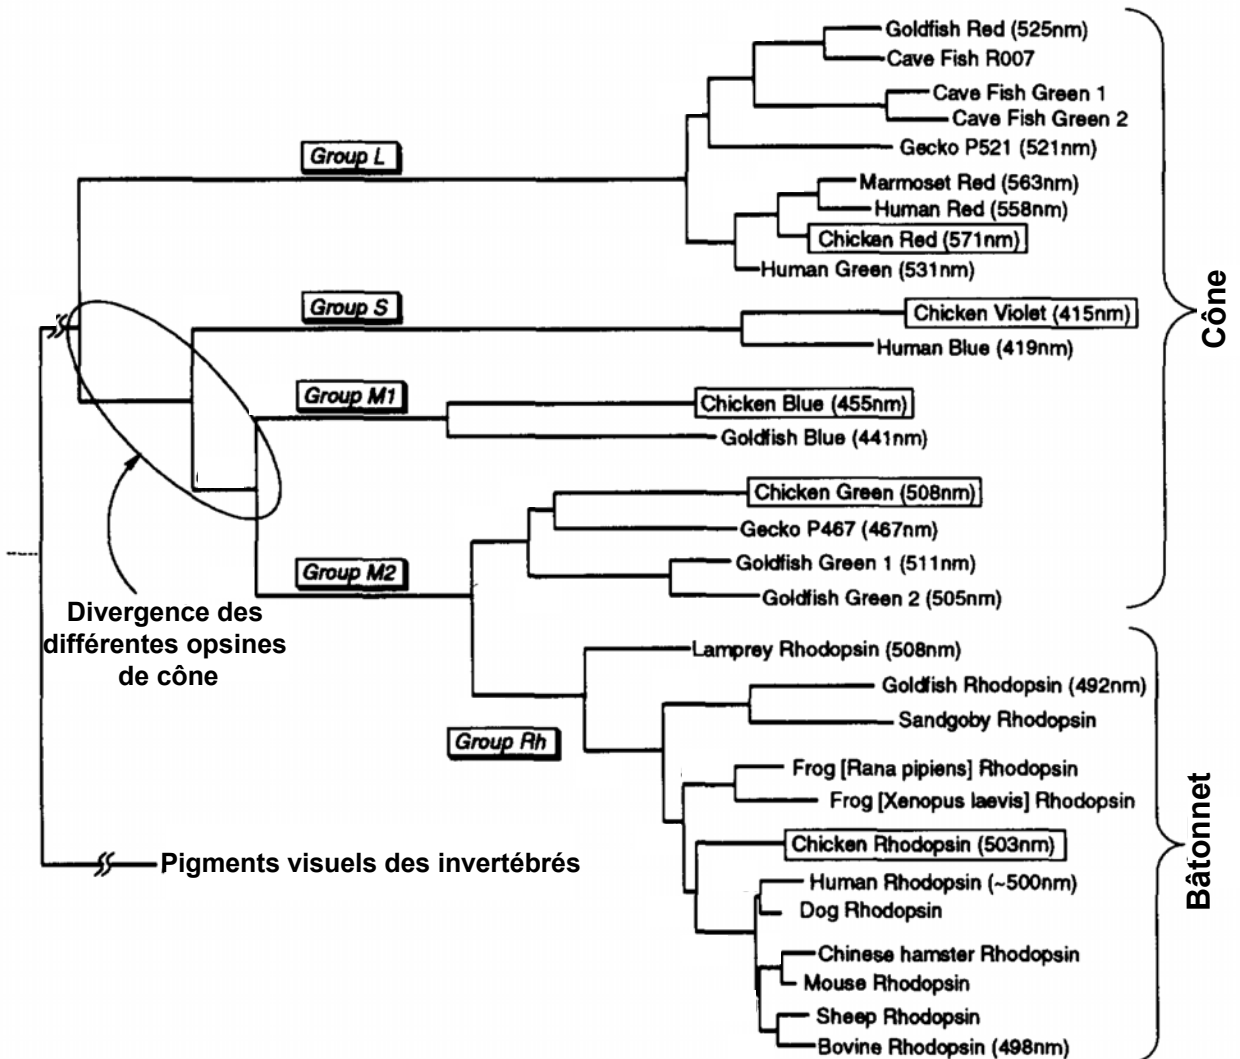 Goldfish Red (525nm)
Cave Fish R007
Cave Fish Green 1
Cave Fish Green 2
Gecko P521 (521nm)
Group L
Marmoset Red (563nm)
Human Red (558nm)
Chicken Red (571nm)
Human Green (531nm)
Cône
Group S
Chicken Violet (415nm)
Human Blue (419nm)
Group M1
Chicken Blue (455nm)
Goldfish Blue (441nm)
Chicken Green (508nm)
Gecko P467 (467nm)
Goldfish Green 1 (511nm)
Group M2
Goldfish Green 2 (505nm)
Divergence des
différentes opsines
de cône
Lamprey Rhodopsin (508nm)
Goldfish Rhodopsin (492nm)
Sandgoby Rhodopsin
Group Rh
Frog [Rana pipiens] Rhodopsin
Frog [Xenopus laevis] Rhodopsin
Bâtonnet
Chicken Rhodopsin (503nm)
Pigments visuels des invertébrés
Human Rhodopsin (~500nm)
Dog Rhodopsin
Chinese hamster Rhodopsin
Mouse Rhodopsin
Sheep Rhodopsin
Bovine Rhodopsin (498nm)